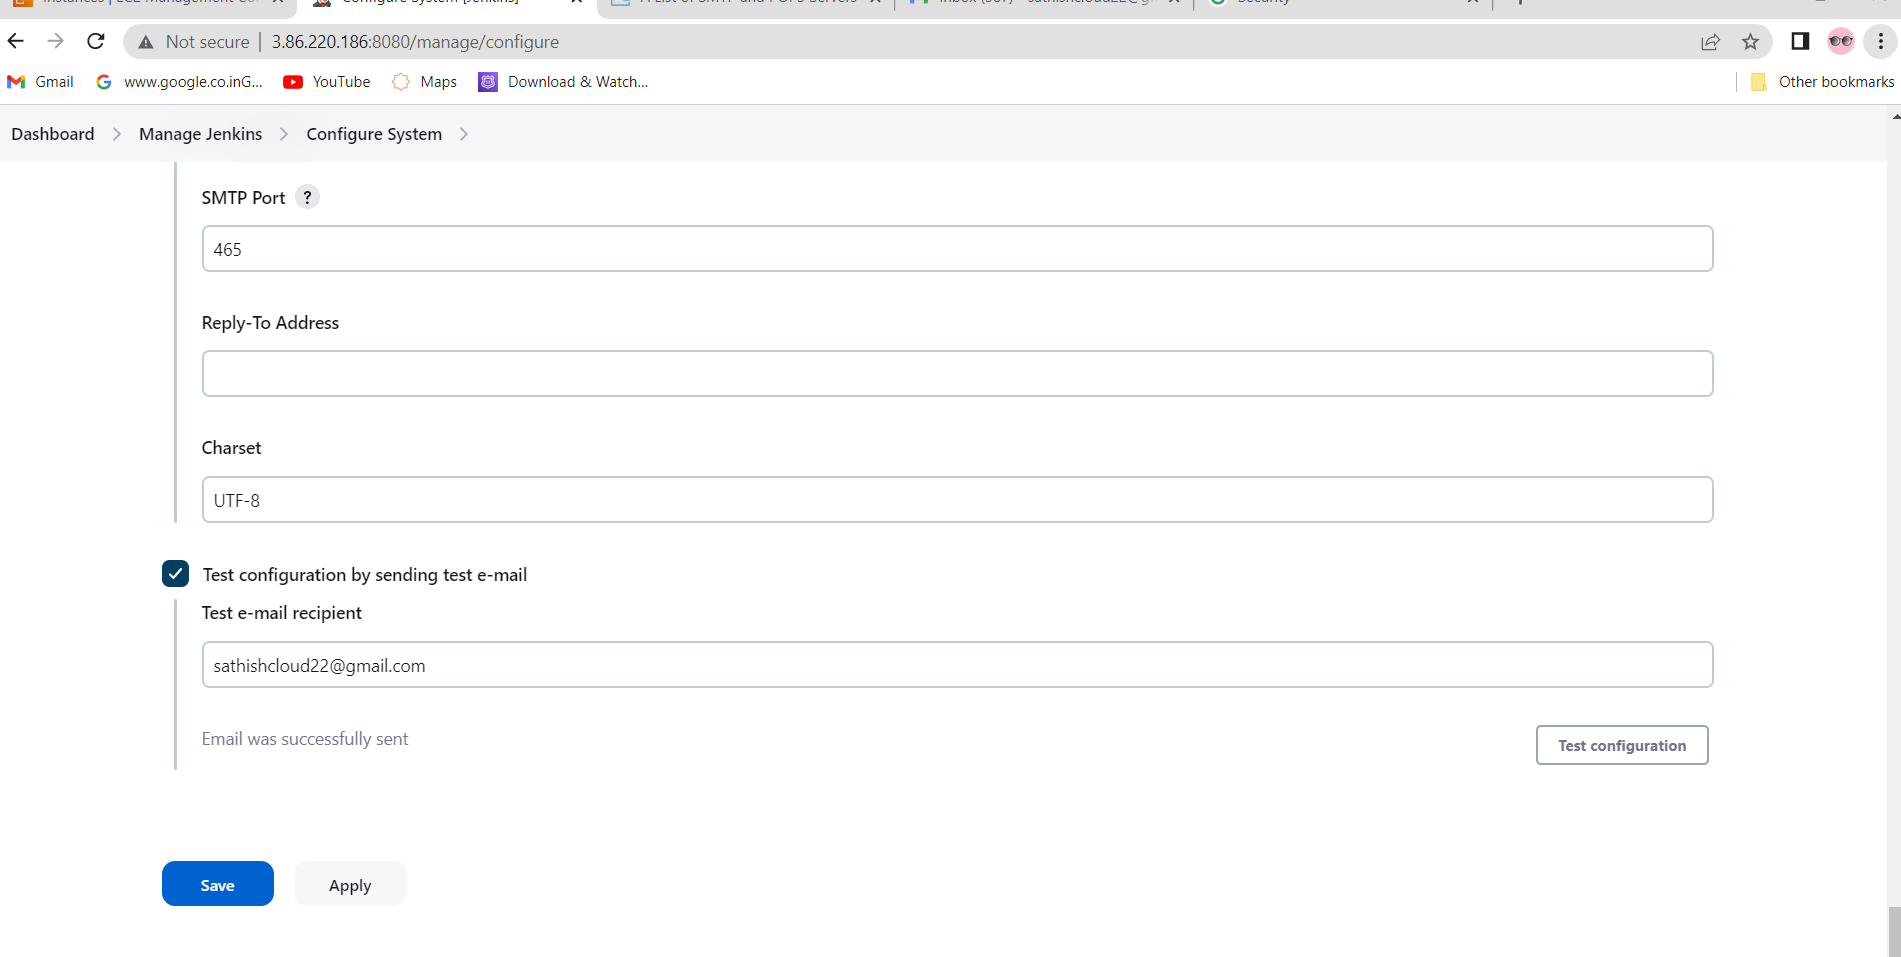 Not secure | 3.86.220.186:8080/manage/configure
Gmail www.google.co.inG... YouTube Maps Download & Watch... Other bookmarks
Dashboard > Manage Jenkins > Configure System >
SMTP Port ?
465
Reply-To Address
Charset
UTF-8
Test configuration by sending test e-mail
Test e-mail recipient
sathishcloud22@gmail.com
Email was successfully sent
Test configuration
Save Apply